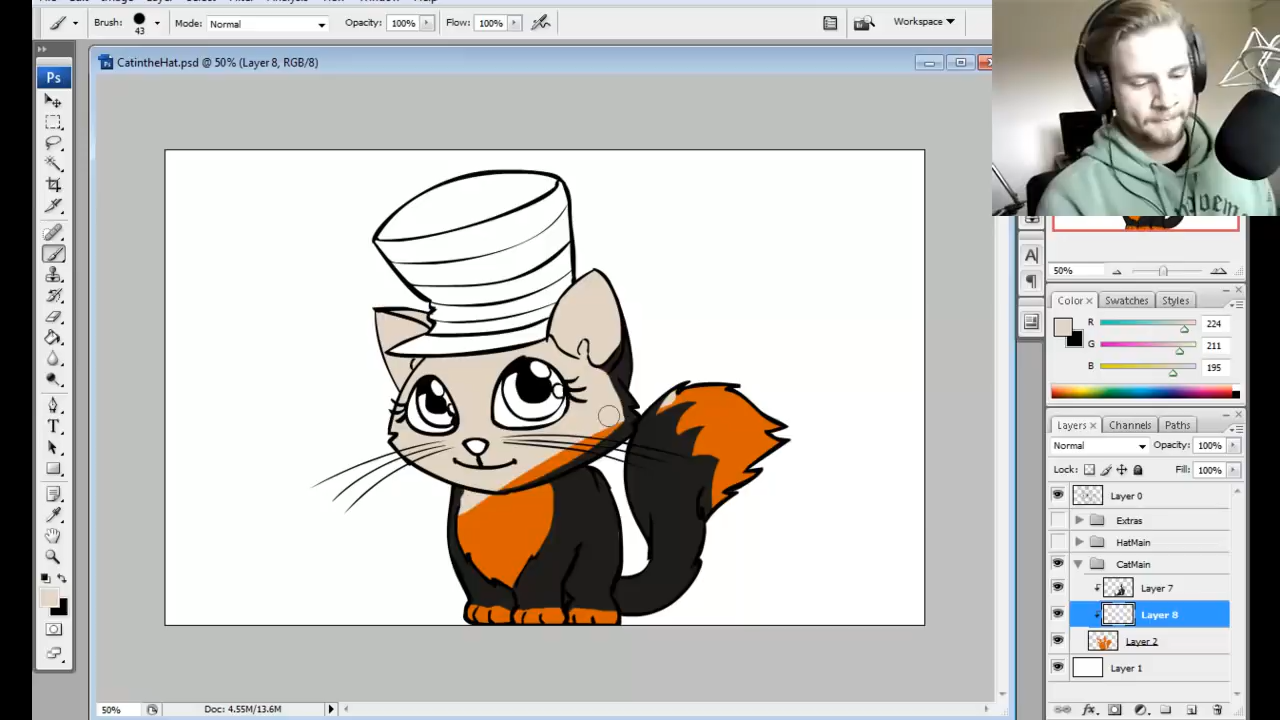 Brush: 43 Mode: Normal Opacity: 100% Flow: 100% Workspace
Ps CatintheHat.psd @ 50% (Layer 8, RGB/8)
50%
Color Swatches Styles
R 224
G 211
B 195
Layers Channels Paths
Normal Opacity: 100%
Lock: Fill: 100%
Layer 0
Extras
HatMain
CatMain
Layer 7
Layer 8
Layer 2
Layer 1
50% Doc: 4.55M/13.6M